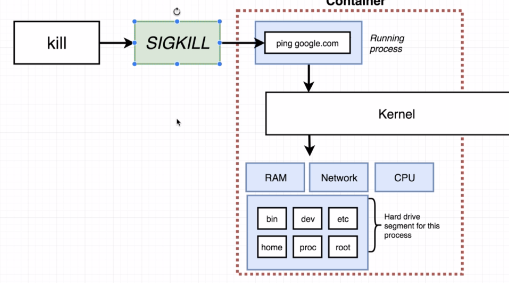 Container
kill
SIGKILL
ping google.com
Running
process
Kernel
RAM
Network
CPU
bin
dev
etc
home
proc
root
Hard drive
segment for this
process